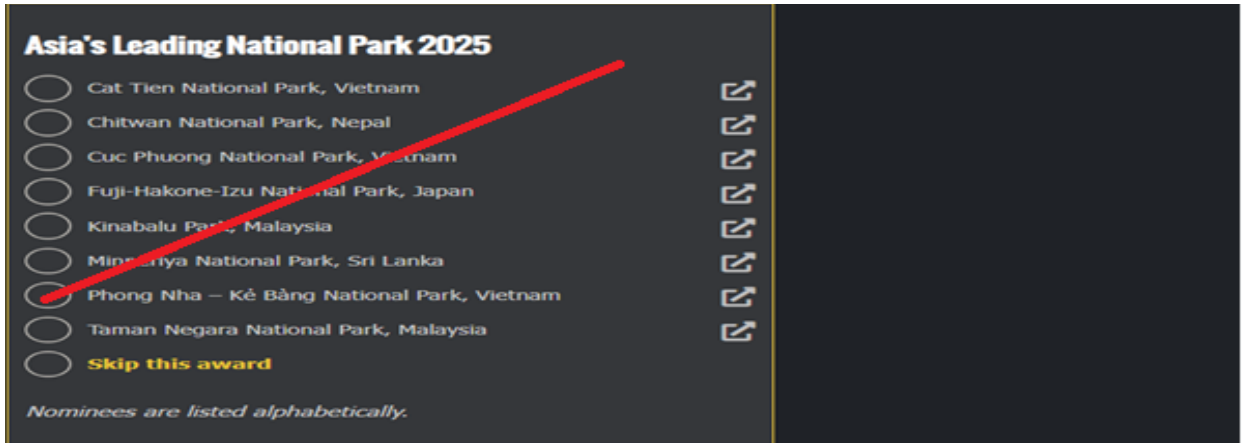 Asia's Leading National Park 2025
Cat Tien National Park, Vietnam
Chitwan National Park, Nepal
Cuc Phuong National Park, Vietnam
Fuji-Hakone-Izu National Park, Japan
Kinabalu Park, Malaysia
Minneriya National Park, Sri Lanka
Phong Nha – Kẻ Bàng National Park, Vietnam
Taman Negara National Park, Malaysia
Skip this award
Nominees are listed alphabetically.